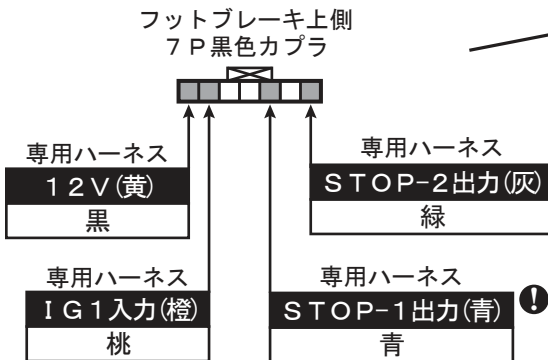 フットブレーキ上側
7P黒色カプラ
専用ハーネス
12V(黄)
黒
専用ハーネス
STOP-2出力(灰)
緑
専用ハーネス
IG1入力(橙)
桃
専用ハーネス
STOP-1出力(青)
青